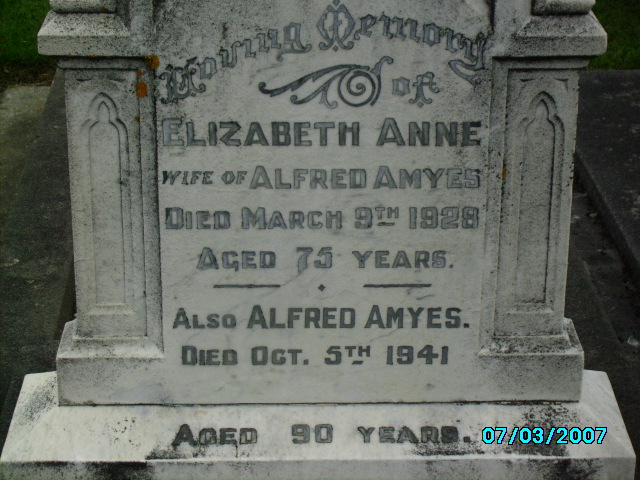 Loving Memory
of
ELIZABETH ANNE
WIFE OF ALFRED AMYES
DIED MARCH 9TH 1928
AGED 75 YEARS.
ALSO ALFRED AMYES.
DIED OCT. 5TH 1941
AGED 90 YEARS.
07/03/2007